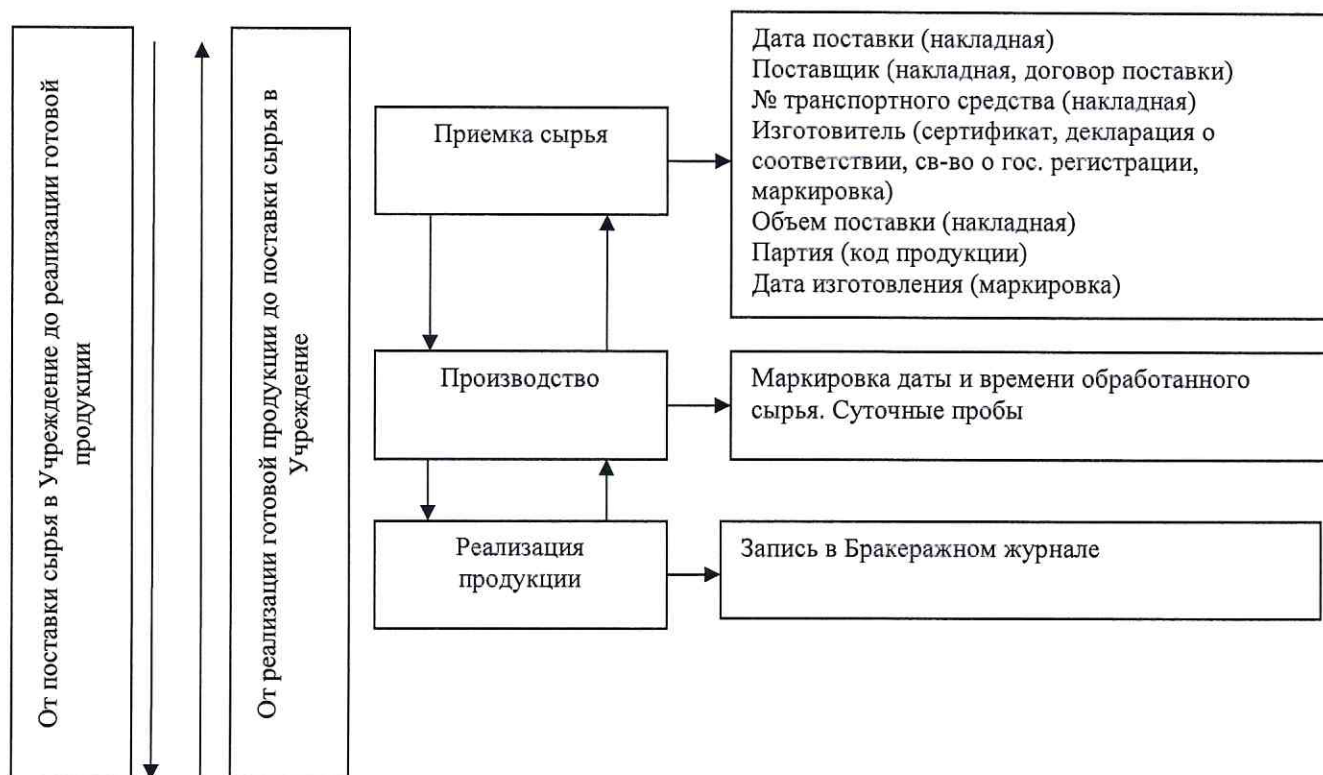 От поставки сырья в Учреждение до реализации готовой
продукции
От реализации готовой продукции до поставки сырья в
Учреждение
Приемка сырья
Дата поставки (накладная)
Поставщик (накладная, договор поставки)
№ транспортного средства (накладная)
Изготовитель (сертификат, декларация о
соответствии, св-во о гос. регистрации,
маркировка)
Объем поставки (накладная)
Партия (код продукции)
Дата изготовления (маркировка)
Производство
Маркировка даты и времени обработанного
сырья. Суточные пробы
Реализация
продукции
Запись в Бракеражном журнале